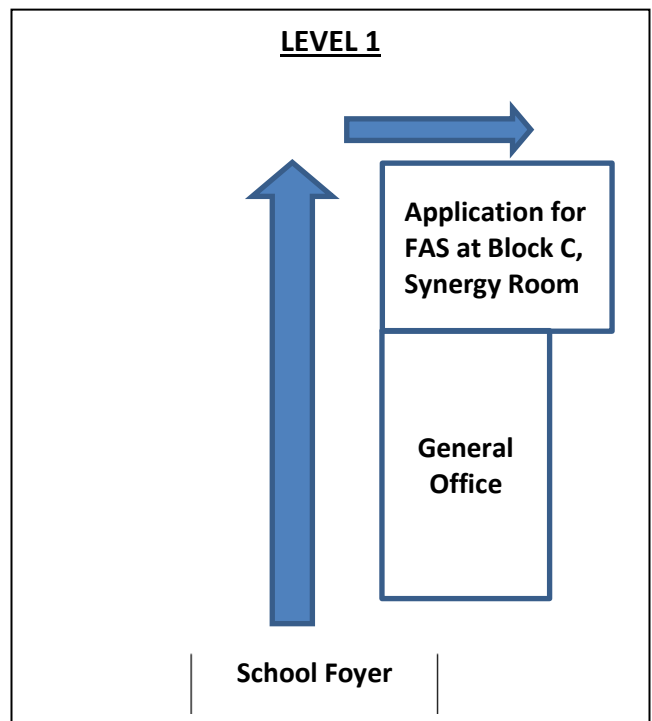 LEVEL 1
Application for
FAS at Block C,
Synergy Room
General
Office
School Foyer